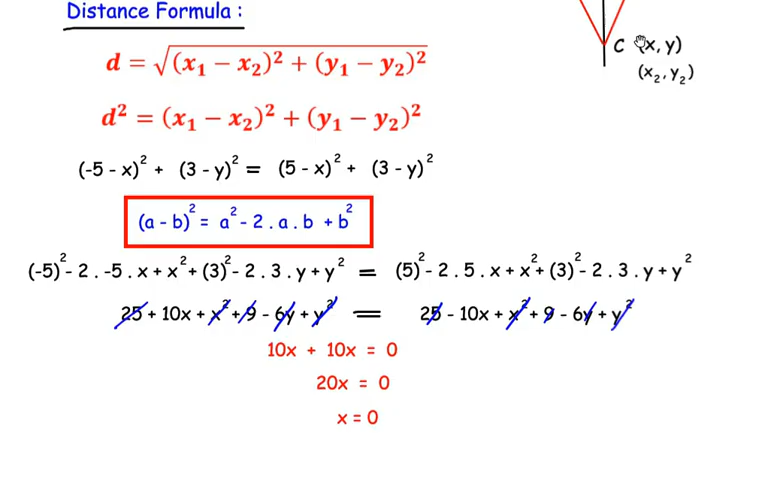 Distance Formula :
d = √(x₁ − x₂)² + (y₁ − y₂)²
C (x, y)
(x₂, y₂)
d² = (x₁ − x₂)² + (y₁ − y₂)²
(-5 - x)² + (3 - y)² = (5 - x)² + (3 - y)²
(a - b)² = a² - 2 . a . b + b²
(-5)² - 2 . -5 . x + x² + (3)² - 2 . 3 . y + y² = (5)² - 2 . 5 . x + x² + (3)² - 2 . 3 . y + y²
25 + 10x + x² + 9 - 6y + y² = 25 - 10x + x² + 9 - 6y + y²
10x + 10x = 0
20x = 0
x = 0